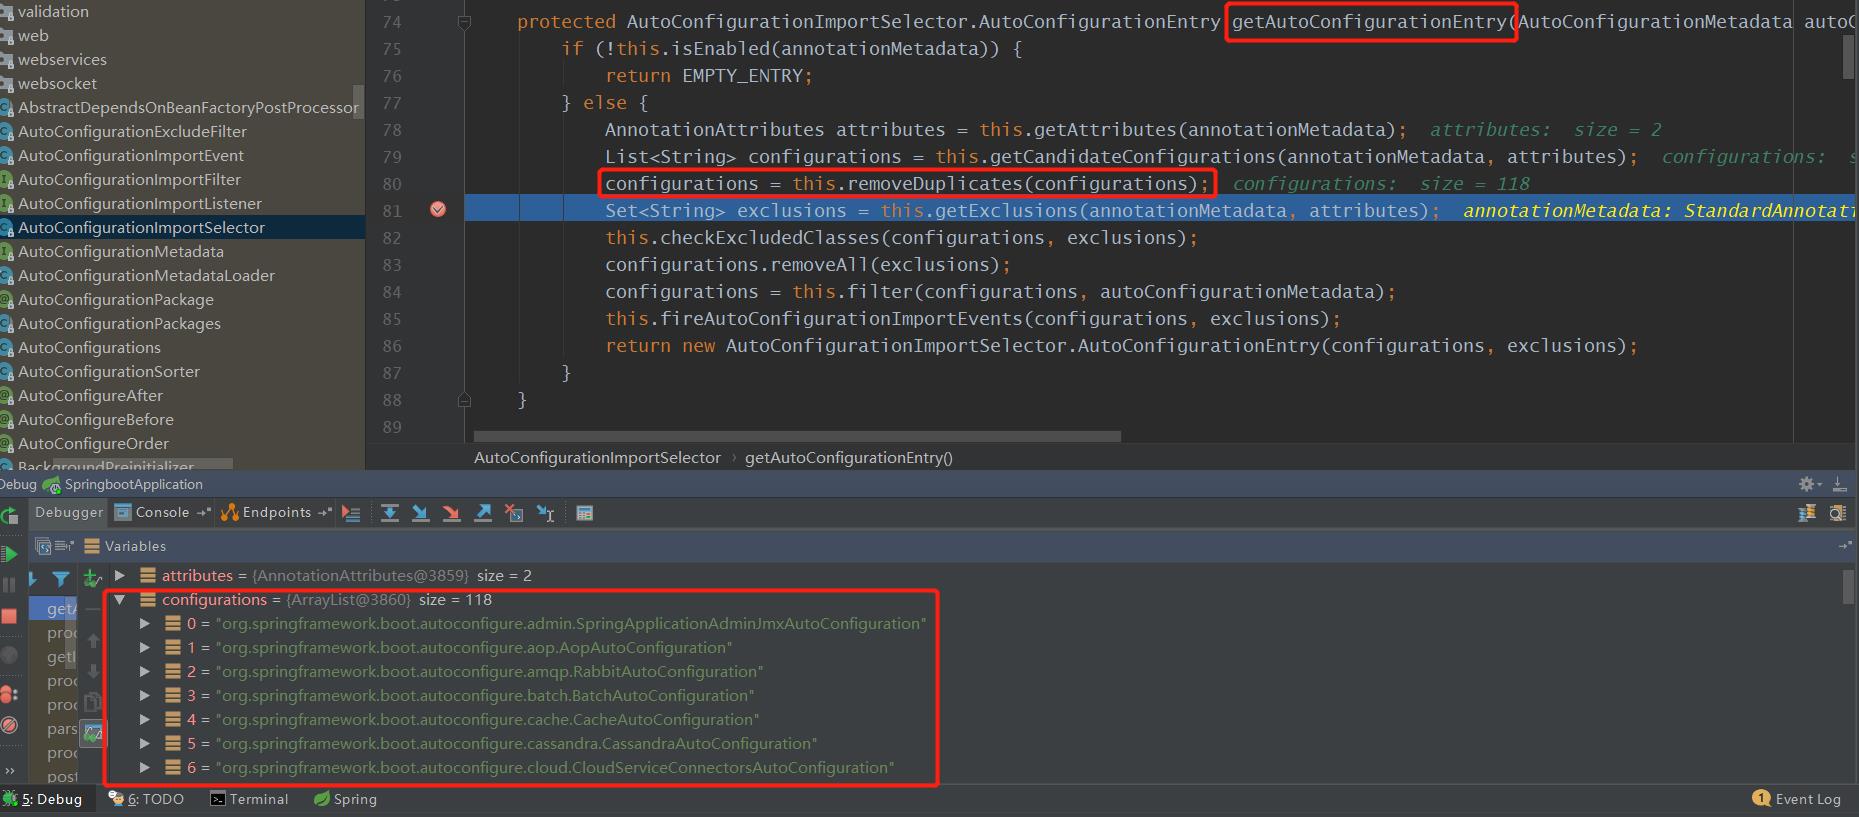 validation
web
webservices
websocket
AbstractDependsOnBeanFactoryPostProcessor
AutoConfigurationExcludeFilter
AutoConfigurationImportEvent
AutoConfigurationImportFilter
AutoConfigurationImportListener
AutoConfigurationImportSelector
AutoConfigurationMetadata
AutoConfigurationMetadataLoader
AutoConfigurationPackage
AutoConfigurationPackages
AutoConfigurations
AutoConfigurationSorter
AutoConfigureAfter
AutoConfigureBefore
AutoConfigureOrder
BackgroundPreinitializer
74 protected AutoConfigurationImportSelector.AutoConfigurationEntry getAutoConfigurationEntry(AutoConfigurationMetadata autoC
75 if (!this.isEnabled(annotationMetadata)) {
76 return EMPTY_ENTRY;
77 } else {
78 AnnotationAttributes attributes = this.getAttributes(annotationMetadata); attributes: size = 2
79 List<String> configurations = this.getCandidateConfigurations(annotationMetadata, attributes); configurations: s
80 configurations = this.removeDuplicates(configurations); configurations: size = 118
81 Set<String> exclusions = this.getExclusions(annotationMetadata, attributes); annotationMetadata: StandardAnnotati
82 this.checkExcludedClasses(configurations, exclusions);
83 configurations.removeAll(exclusions);
84 configurations = this.filter(configurations, autoConfigurationMetadata);
85 this.fireAutoConfigurationImportEvents(configurations, exclusions);
86 return new AutoConfigurationImportSelector.AutoConfigurationEntry(configurations, exclusions);
87 }
88 }
89
AutoConfigurationImportSelector › getAutoConfigurationEntry()
Debug SpringbootApplication
Debugger Console Endpoints
Variables
attributes = {AnnotationAttributes@3859} size = 2
configurations = {ArrayList@3860} size = 118
0 = "org.springframework.boot.autoconfigure.admin.SpringApplicationAdminJmxAutoConfiguration"
1 = "org.springframework.boot.autoconfigure.aop.AopAutoConfiguration"
2 = "org.springframework.boot.autoconfigure.amqp.RabbitAutoConfiguration"
3 = "org.springframework.boot.autoconfigure.batch.BatchAutoConfiguration"
4 = "org.springframework.boot.autoconfigure.cache.CacheAutoConfiguration"
5 = "org.springframework.boot.autoconfigure.cassandra.CassandraAutoConfiguration"
6 = "org.springframework.boot.autoconfigure.cloud.CloudServiceConnectorsAutoConfiguration"
getA
proc
getI
proc
proc
pars
proc
post
5: Debug 6: TODO Terminal Spring 1 Event Log